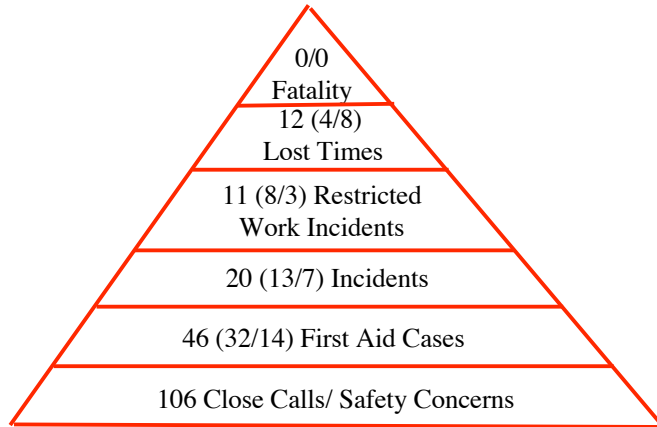 0/0
Fatality
12 (4/8)
Lost Times
11 (8/3) Restricted
Work Incidents
20 (13/7) Incidents
46 (32/14) First Aid Cases
106 Close Calls/ Safety Concerns